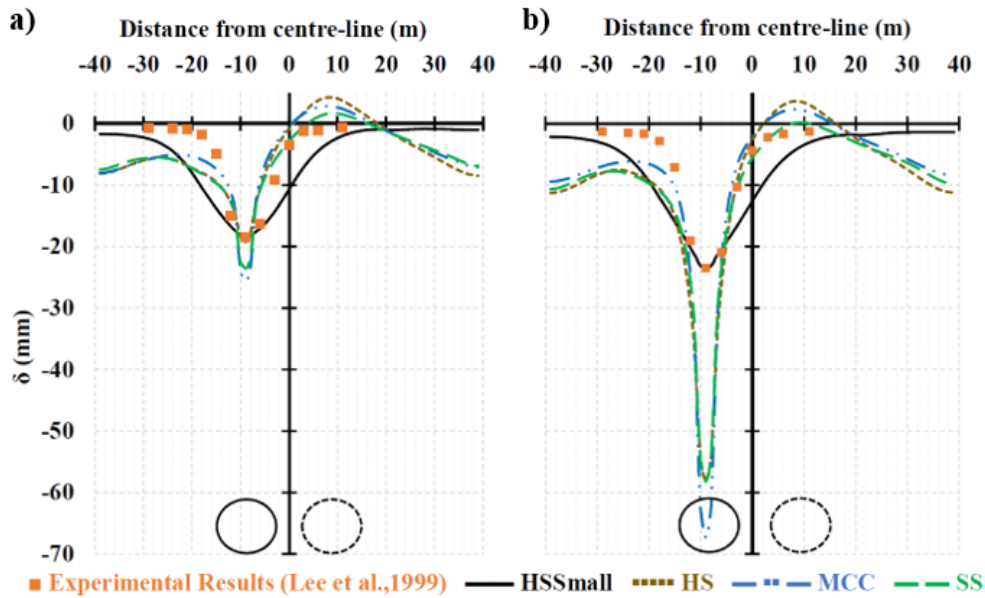 a)
Distance from centre-line (m)
-40 -30 -20 -10 0 10 20 30 40
0
-10
-20
-30
-40
-50
-60
-70
δ (mm)
b)
Distance from centre-line (m)
-40 -30 -20 -10 0 10 20 30 40
Experimental Results (Lee et al.,1999) HSSmall HS MCC SS